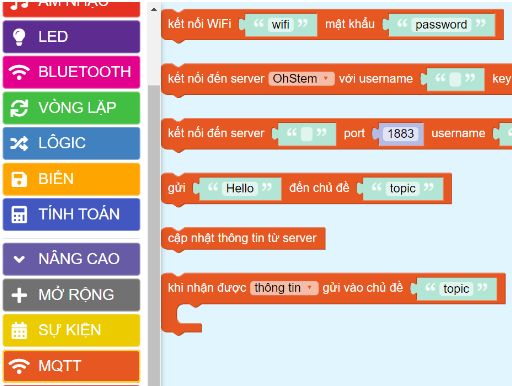 ÂM NHẠC
LED
BLUETOOTH
VÒNG LẶP
LÔGIC
BIẾN
TÍNH TOÁN
NÂNG CAO
MỞ RỘNG
SỰ KIỆN
MQTT
kết nối WiFi “ wifi ” mật khẩu “ password ”
kết nối đến server OhStem với username “ ” key
kết nối đến server “ ” port 1883 username “
gửi “ Hello ” đến chủ đề “ topic ”
cập nhật thông tin từ server
khi nhận được thông tin gửi vào chủ đề “ topic ”